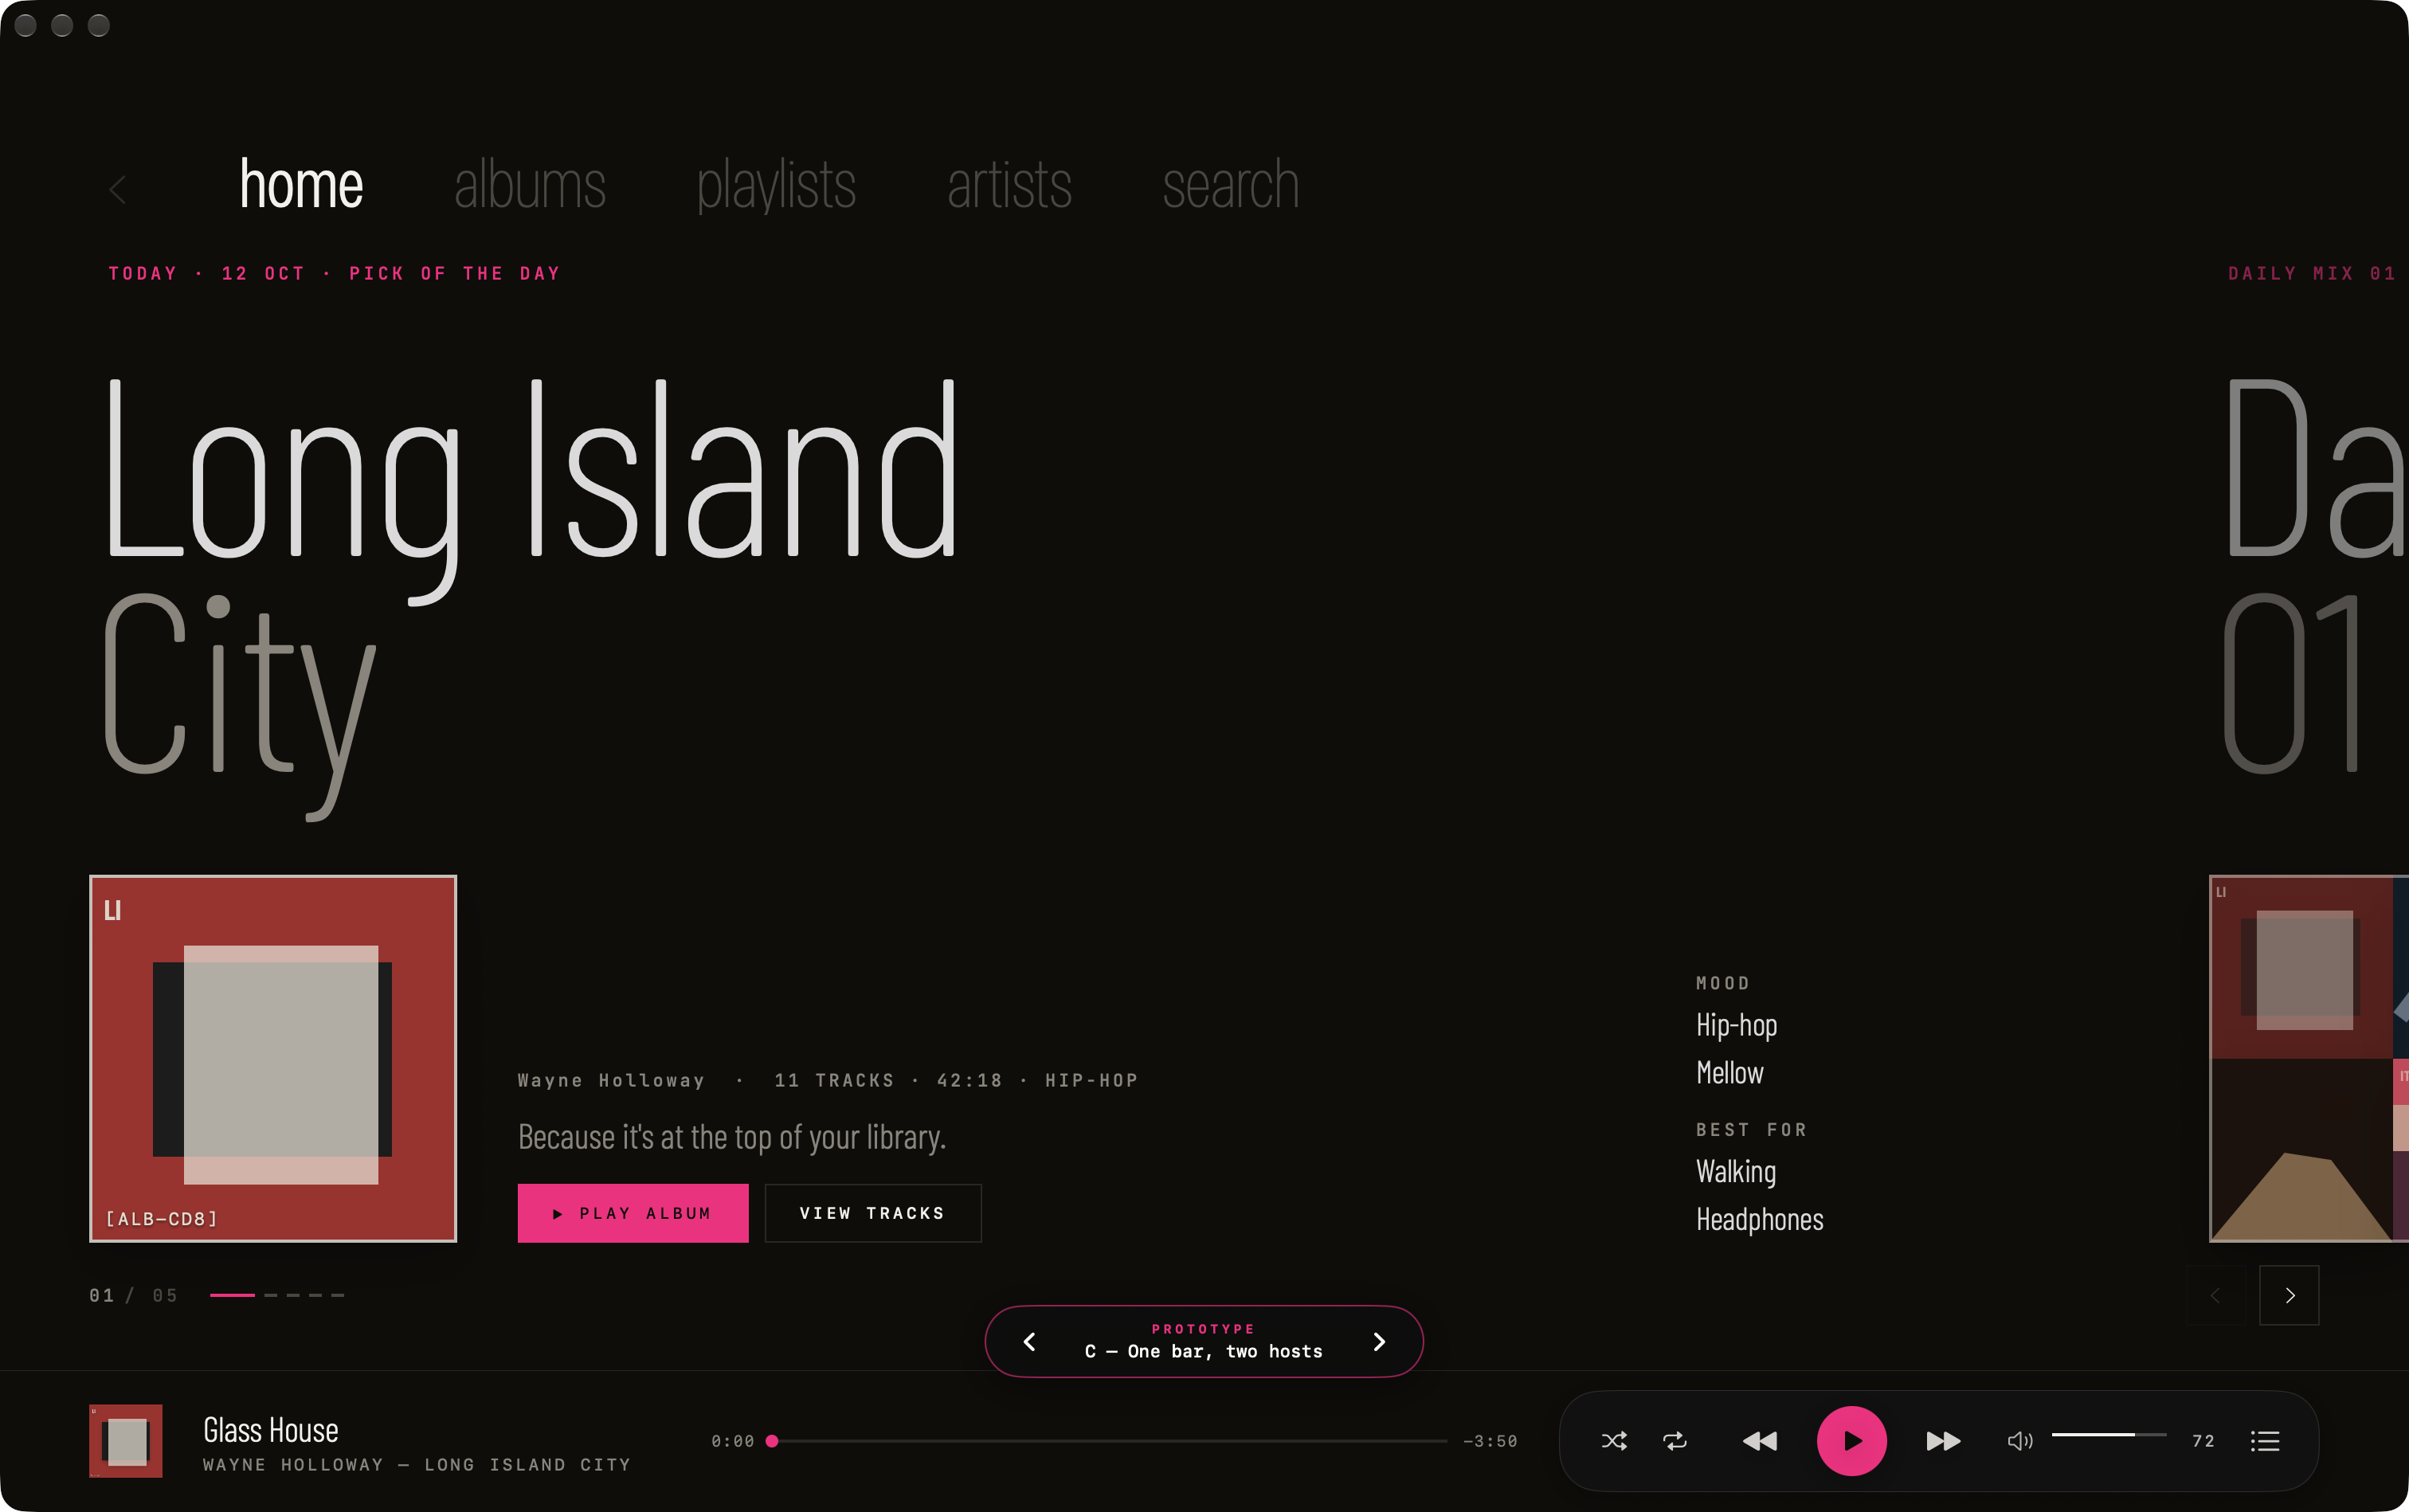 home albums playlists artists search
TODAY · 12 OCT · PICK OF THE DAY
DAILY MIX 01
Long Island
City
Da
01
LI
[ALB—CD8]
Wayne Holloway · 11 TRACKS · 42:18 · HIP-HOP
Because it's at the top of your library.
▶ PLAY ALBUM
VIEW TRACKS
MOOD
Hip-hop
Mellow
BEST FOR
Walking
Headphones
LI
IT
01 / 05
PROTOTYPE
C — One bar, two hosts
Glass House
WAYNE HOLLOWAY — LONG ISLAND CITY
0:00
—3:50
72